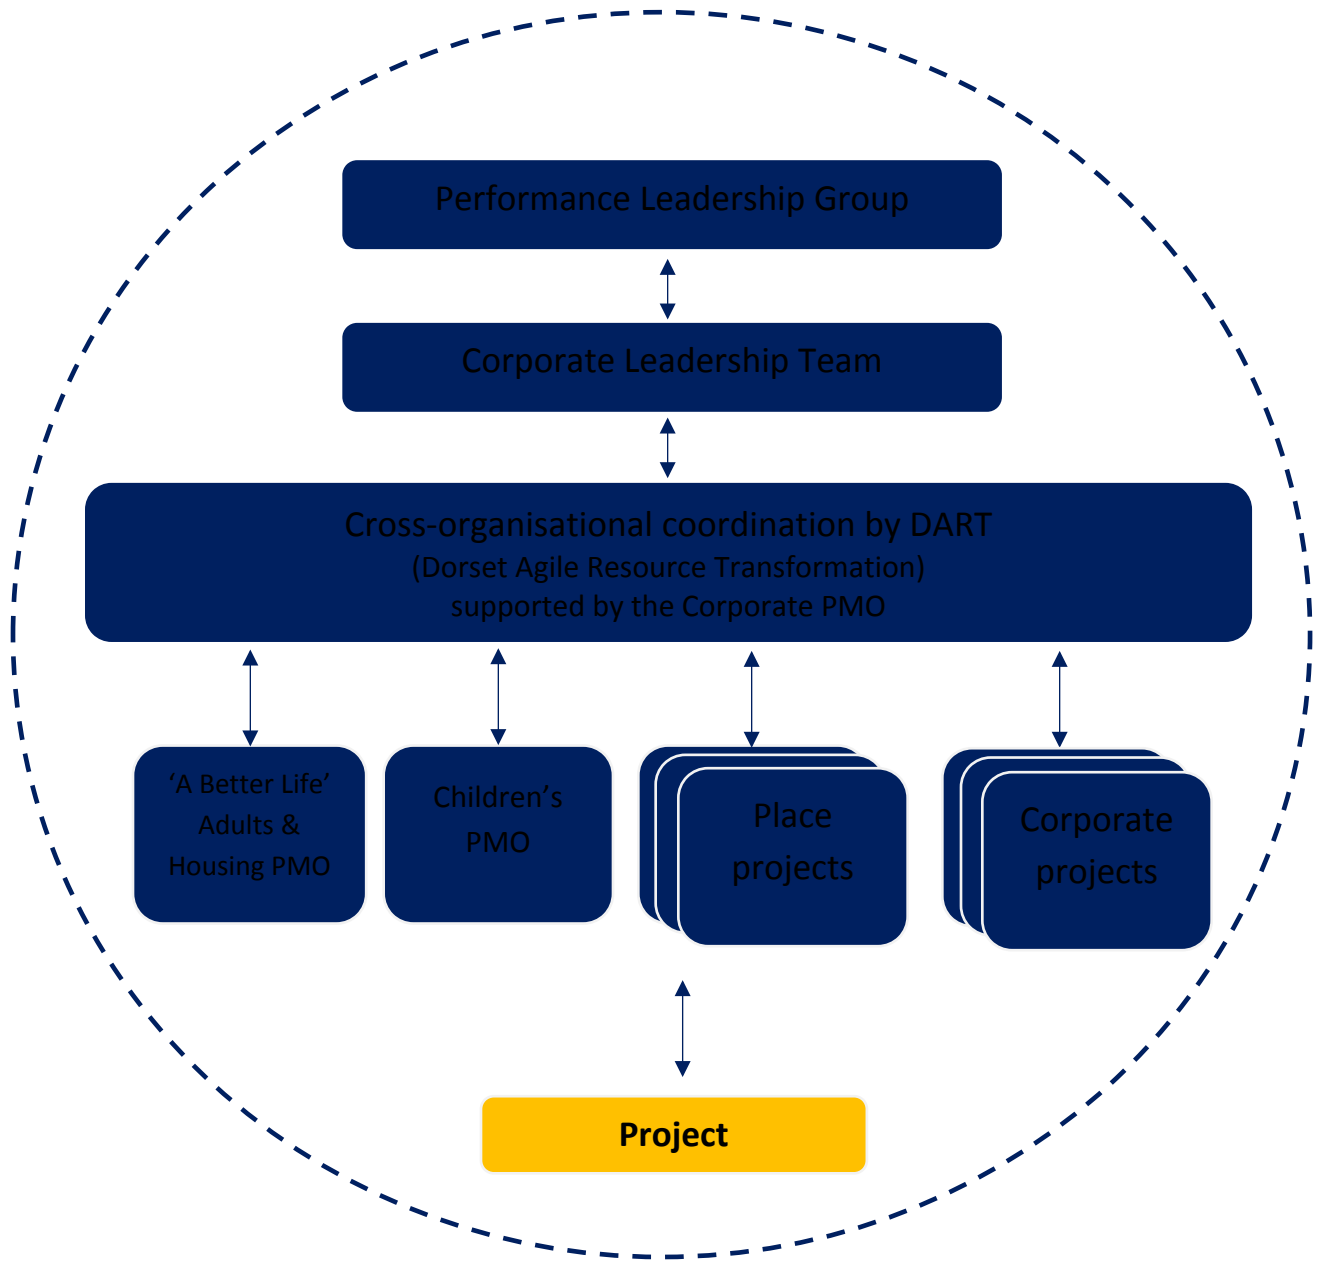 Performance Leadership Group
Corporate Leadership Team
Cross-organisational coordination by DART
(Dorset Agile Resource Transformation)
supported by the Corporate PMO
‘A Better Life’
Adults &
Housing PMO
Children’s
PMO
Place
projects
Corporate
projects
Project